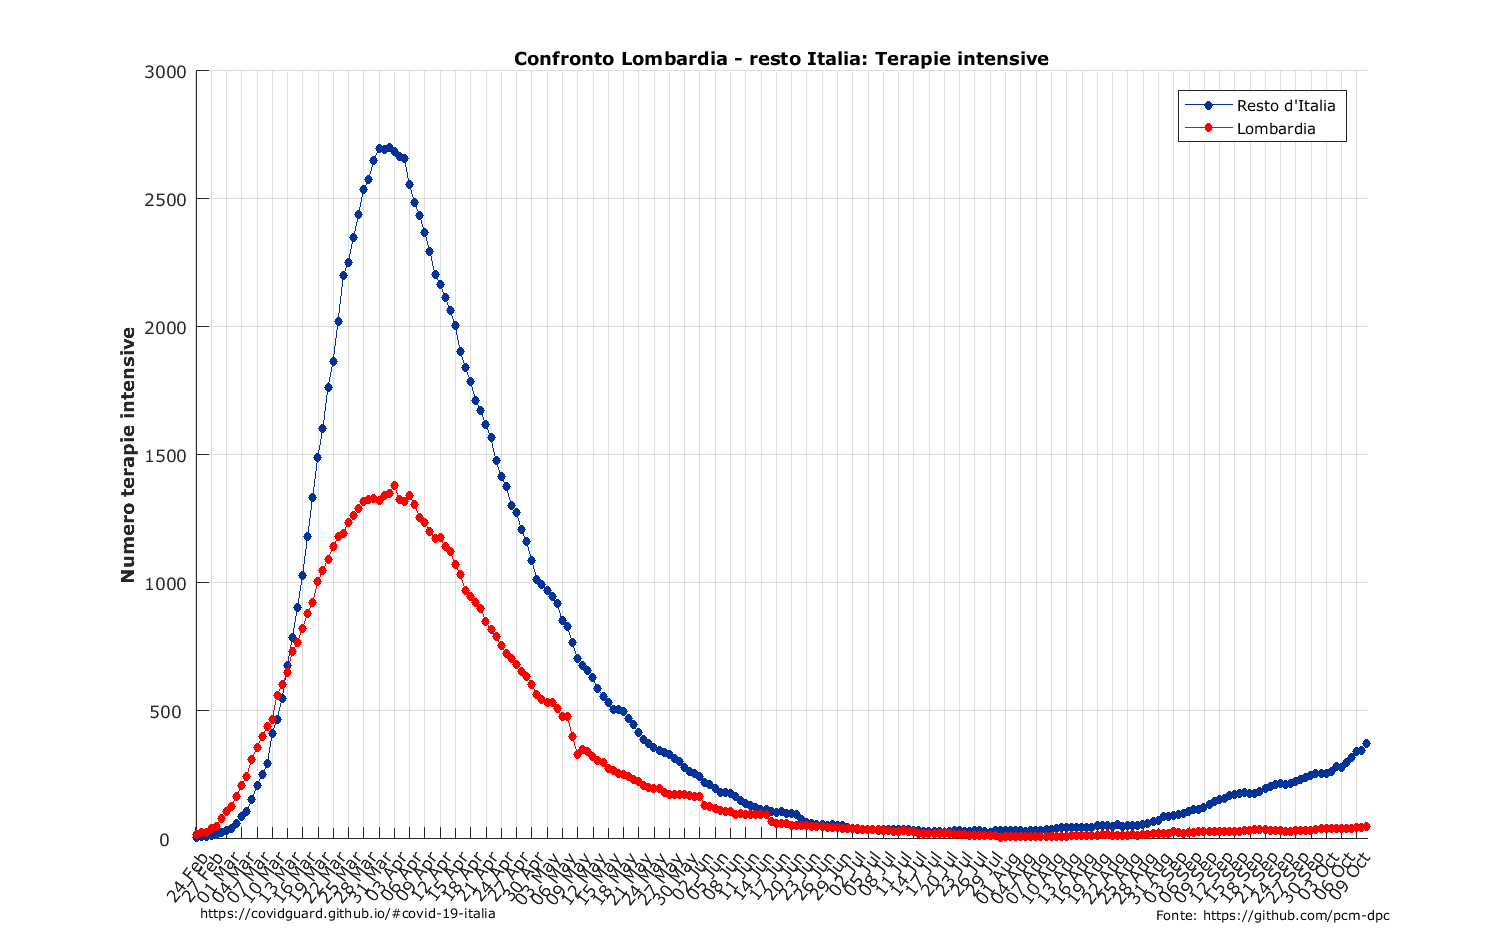 Confronto Lombardia - resto Italia: Terapie intensive
Resto d'Italia
Lombardia
Numero terapie intensive
3000
2500
2000
1500
1000
500
0
24 Feb
27 Feb
01 Mar
04 Mar
07 Mar
10 Mar
13 Mar
16 Mar
19 Mar
22 Mar
25 Mar
28 Mar
31 Mar
03 Apr
06 Apr
09 Apr
12 Apr
15 Apr
18 Apr
21 Apr
24 Apr
27 Apr
30 Apr
03 May
06 May
09 May
12 May
15 May
18 May
21 May
24 May
27 May
30 May
02 Jun
05 Jun
08 Jun
11 Jun
14 Jun
17 Jun
20 Jun
23 Jun
26 Jun
29 Jun
02 Jul
05 Jul
08 Jul
11 Jul
14 Jul
17 Jul
20 Jul
23 Jul
26 Jul
29 Jul
01 Aug
04 Aug
07 Aug
10 Aug
13 Aug
16 Aug
19 Aug
22 Aug
25 Aug
28 Aug
31 Aug
03 Sep
06 Sep
09 Sep
12 Sep
15 Sep
18 Sep
21 Sep
24 Sep
27 Sep
30 Sep
03 Oct
06 Oct
09 Oct
https://covidguard.github.io/#covid-19-italia
Fonte: https://github.com/pcm-dpc